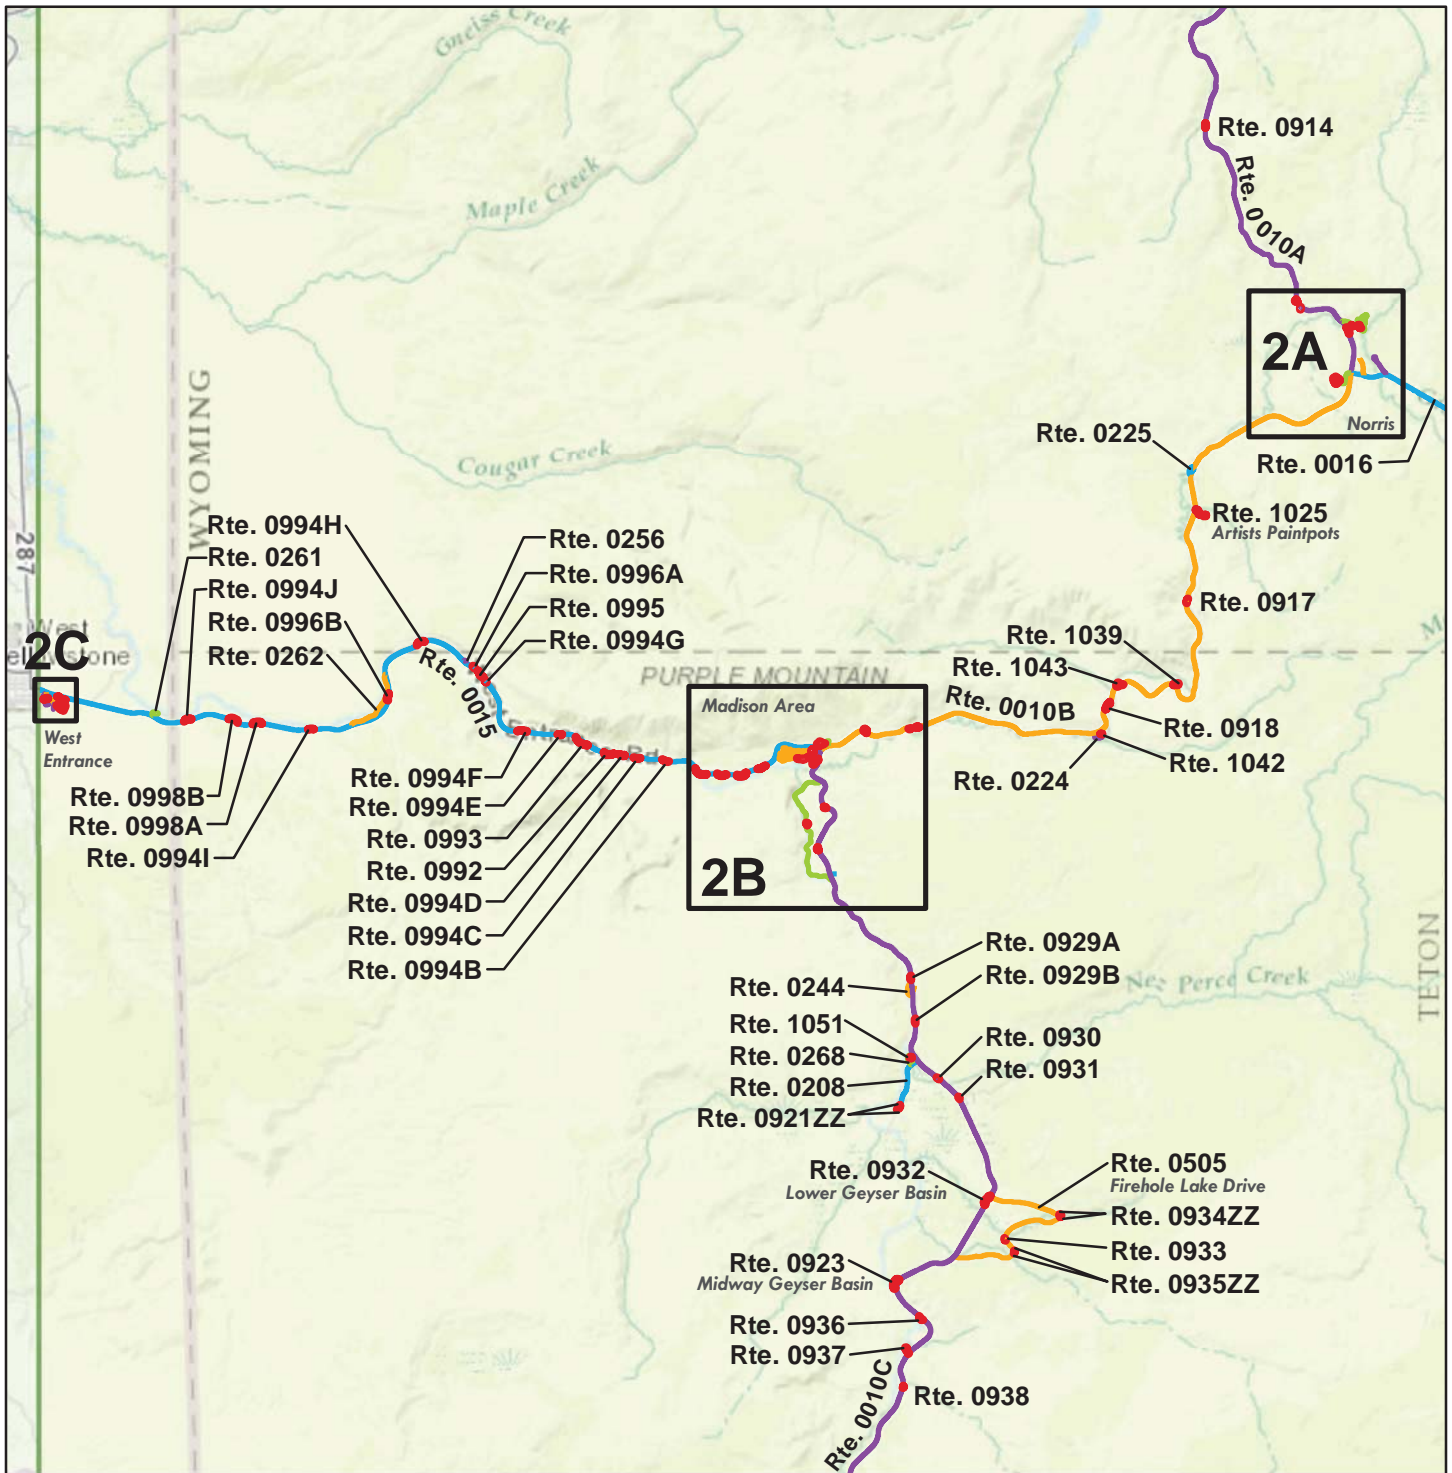 Gneiss Creek
Rte. 0914
Maple Creek
Rte. 0010A
2A
Norris
WYOMING
Rte. 0225
Rte. 0016
Cougar Creek
Rte. 1025
Artists Paintpots
287
Rte. 0994H
Rte. 0261
Rte. 0994J
Rte. 0996B
Rte. 0262
Rte. 0256
Rte. 0996A
Rte. 0995
Rte. 0994G
Rte. 0917
Rte. 1039
Rte. 1043
West
2C
West
Entrance
Rte. 0015
PURPLE MOUNTAIN
Madison Area
Rte. 0010B
Rte. 0918
Rte. 1042
Rte. 0224
Rte. 0998B
Rte. 0998A
Rte. 0994I
Rte. 0994F
Rte. 0994E
Rte. 0993
Rte. 0992
Rte. 0994D
Rte. 0994C
Rte. 0994B
2B
TETON
Rte. 0929A
Rte. 0929B
Nez Perce Creek
Rte. 0244
Rte. 1051
Rte. 0268
Rte. 0208
Rte. 0921ZZ
Rte. 0930
Rte. 0931
Rte. 0932
Lower Geyser Basin
Rte. 0505
Firehole Lake Drive
Rte. 0934ZZ
Rte. 0933
Rte. 0935ZZ
Rte. 0923
Midway Geyser Basin
Rte. 0936
Rte. 0937
Rte. 0938
Rte. 0010C